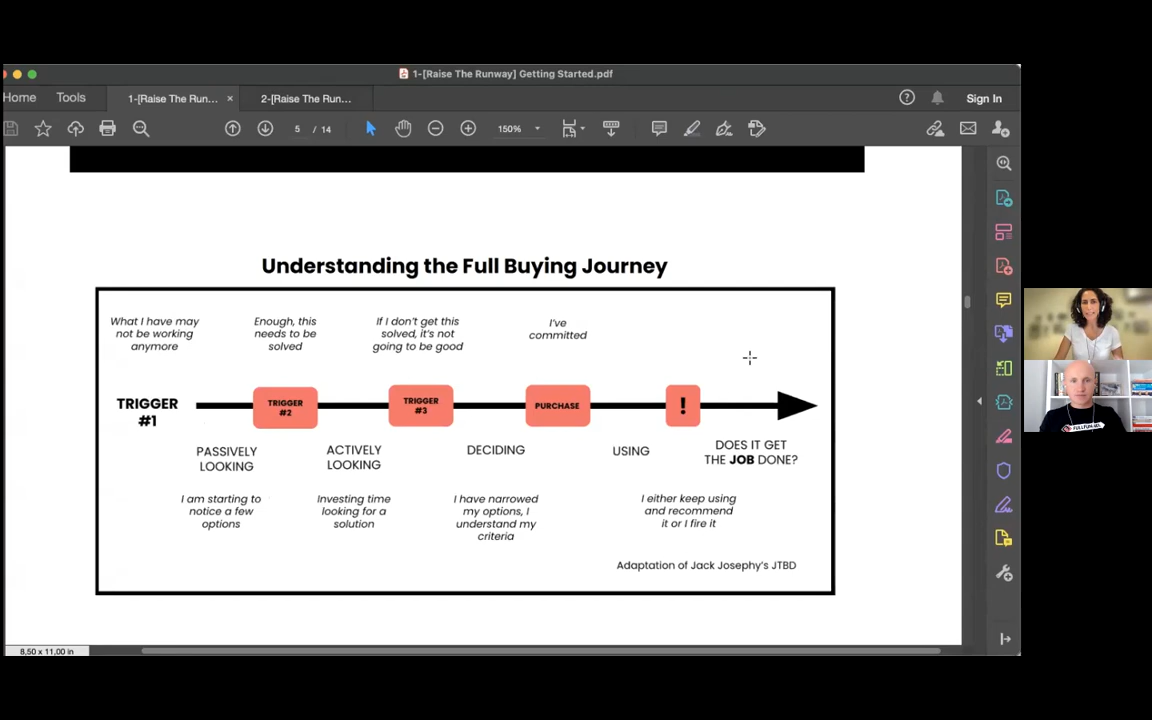 1-[Raise The Runway] Getting Started.pdf
Home Tools 1-[Raise The Run... × 2-[Raise The Run... Sign In
5 / 14 150%
Understanding the Full Buying Journey
What I have may
not be working
anymore
Enough, this
needs to be
solved
If I don't get this
solved, it's not
going to be good
I've
committed
TRIGGER
#1
TRIGGER
#2
TRIGGER
#3
PURCHASE
!
PASSIVELY
LOOKING
ACTIVELY
LOOKING
DECIDING
USING
DOES IT GET
THE JOB DONE?
I am starting to
notice a few
options
Investing time
looking for a
solution
I have narrowed
my options, I
understand my
criteria
I either keep using
and recommend
it or I fire it
Adaptation of Jack Josephy's JTBD
8,50 x 11,00 in